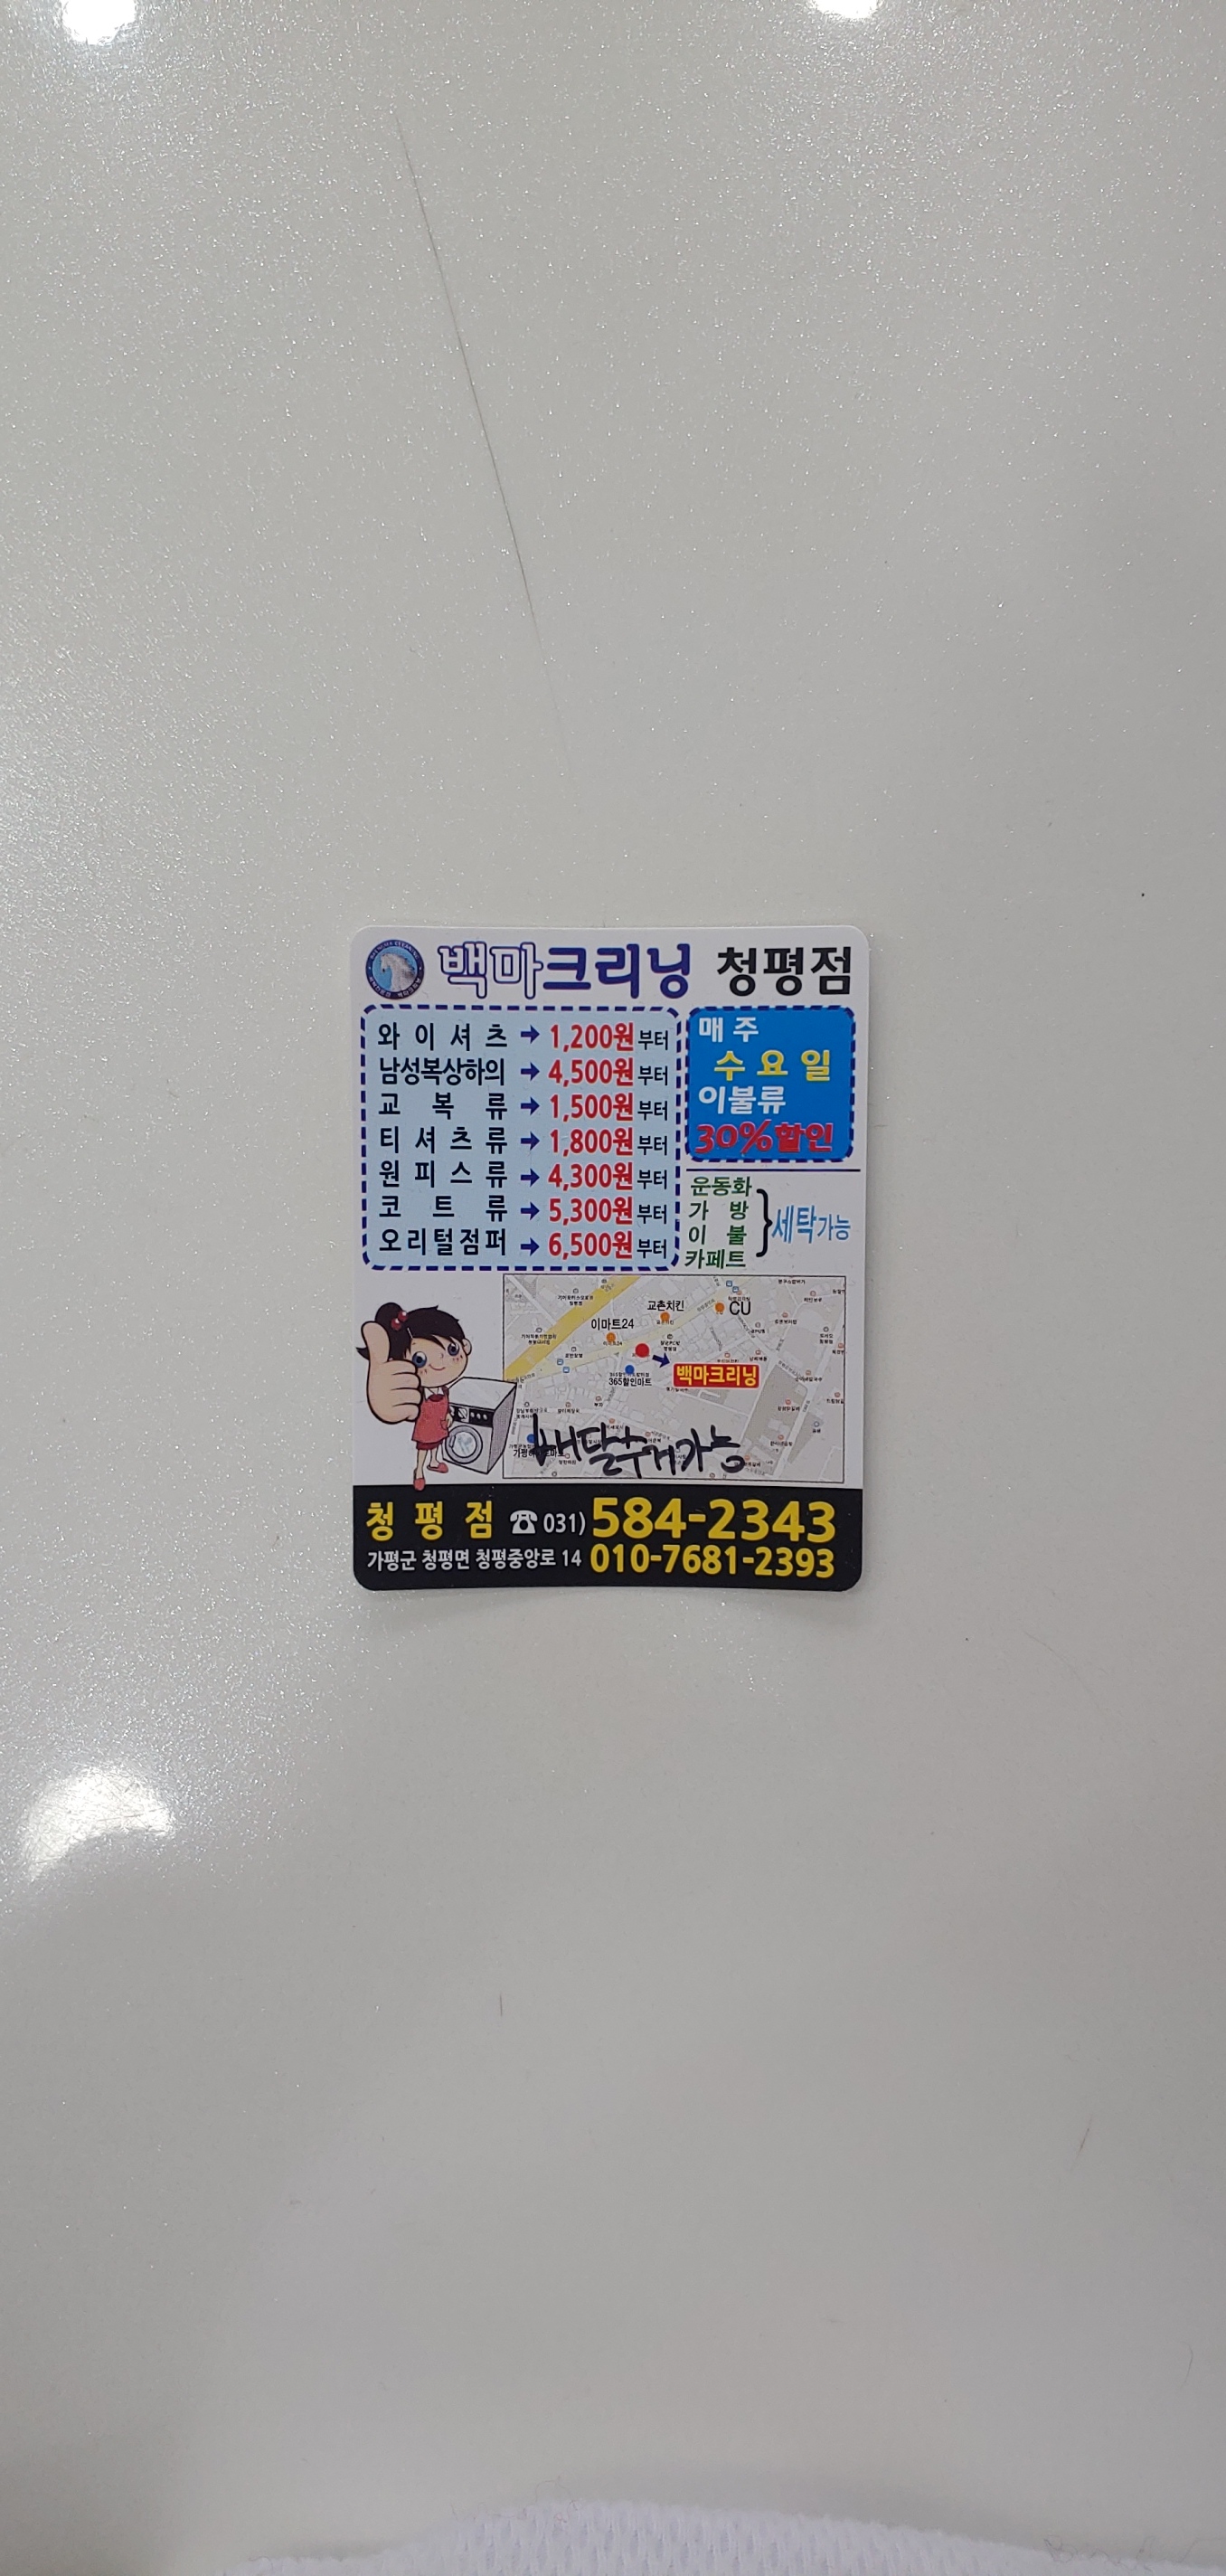 백마크리닝 청평점
와이셔츠 → 1,200원부터
남성복상하의 → 4,500원부터
교복류 → 1,500원부터
티셔츠류 → 1,800원부터
원피스류 → 4,300원부터
코트류 → 5,300원부터
오리털점퍼 → 6,500원부터
매주
수요일
이불류
30%할인
운동화
가방
이불
카페트
세탁가능
교촌치킨
CU
이마트24
백마크리닝
365할인마트
배달수거가능
청평점 ☎ 031) 584-2343
가평군 청평면 청평중앙로 14 010-7681-2393